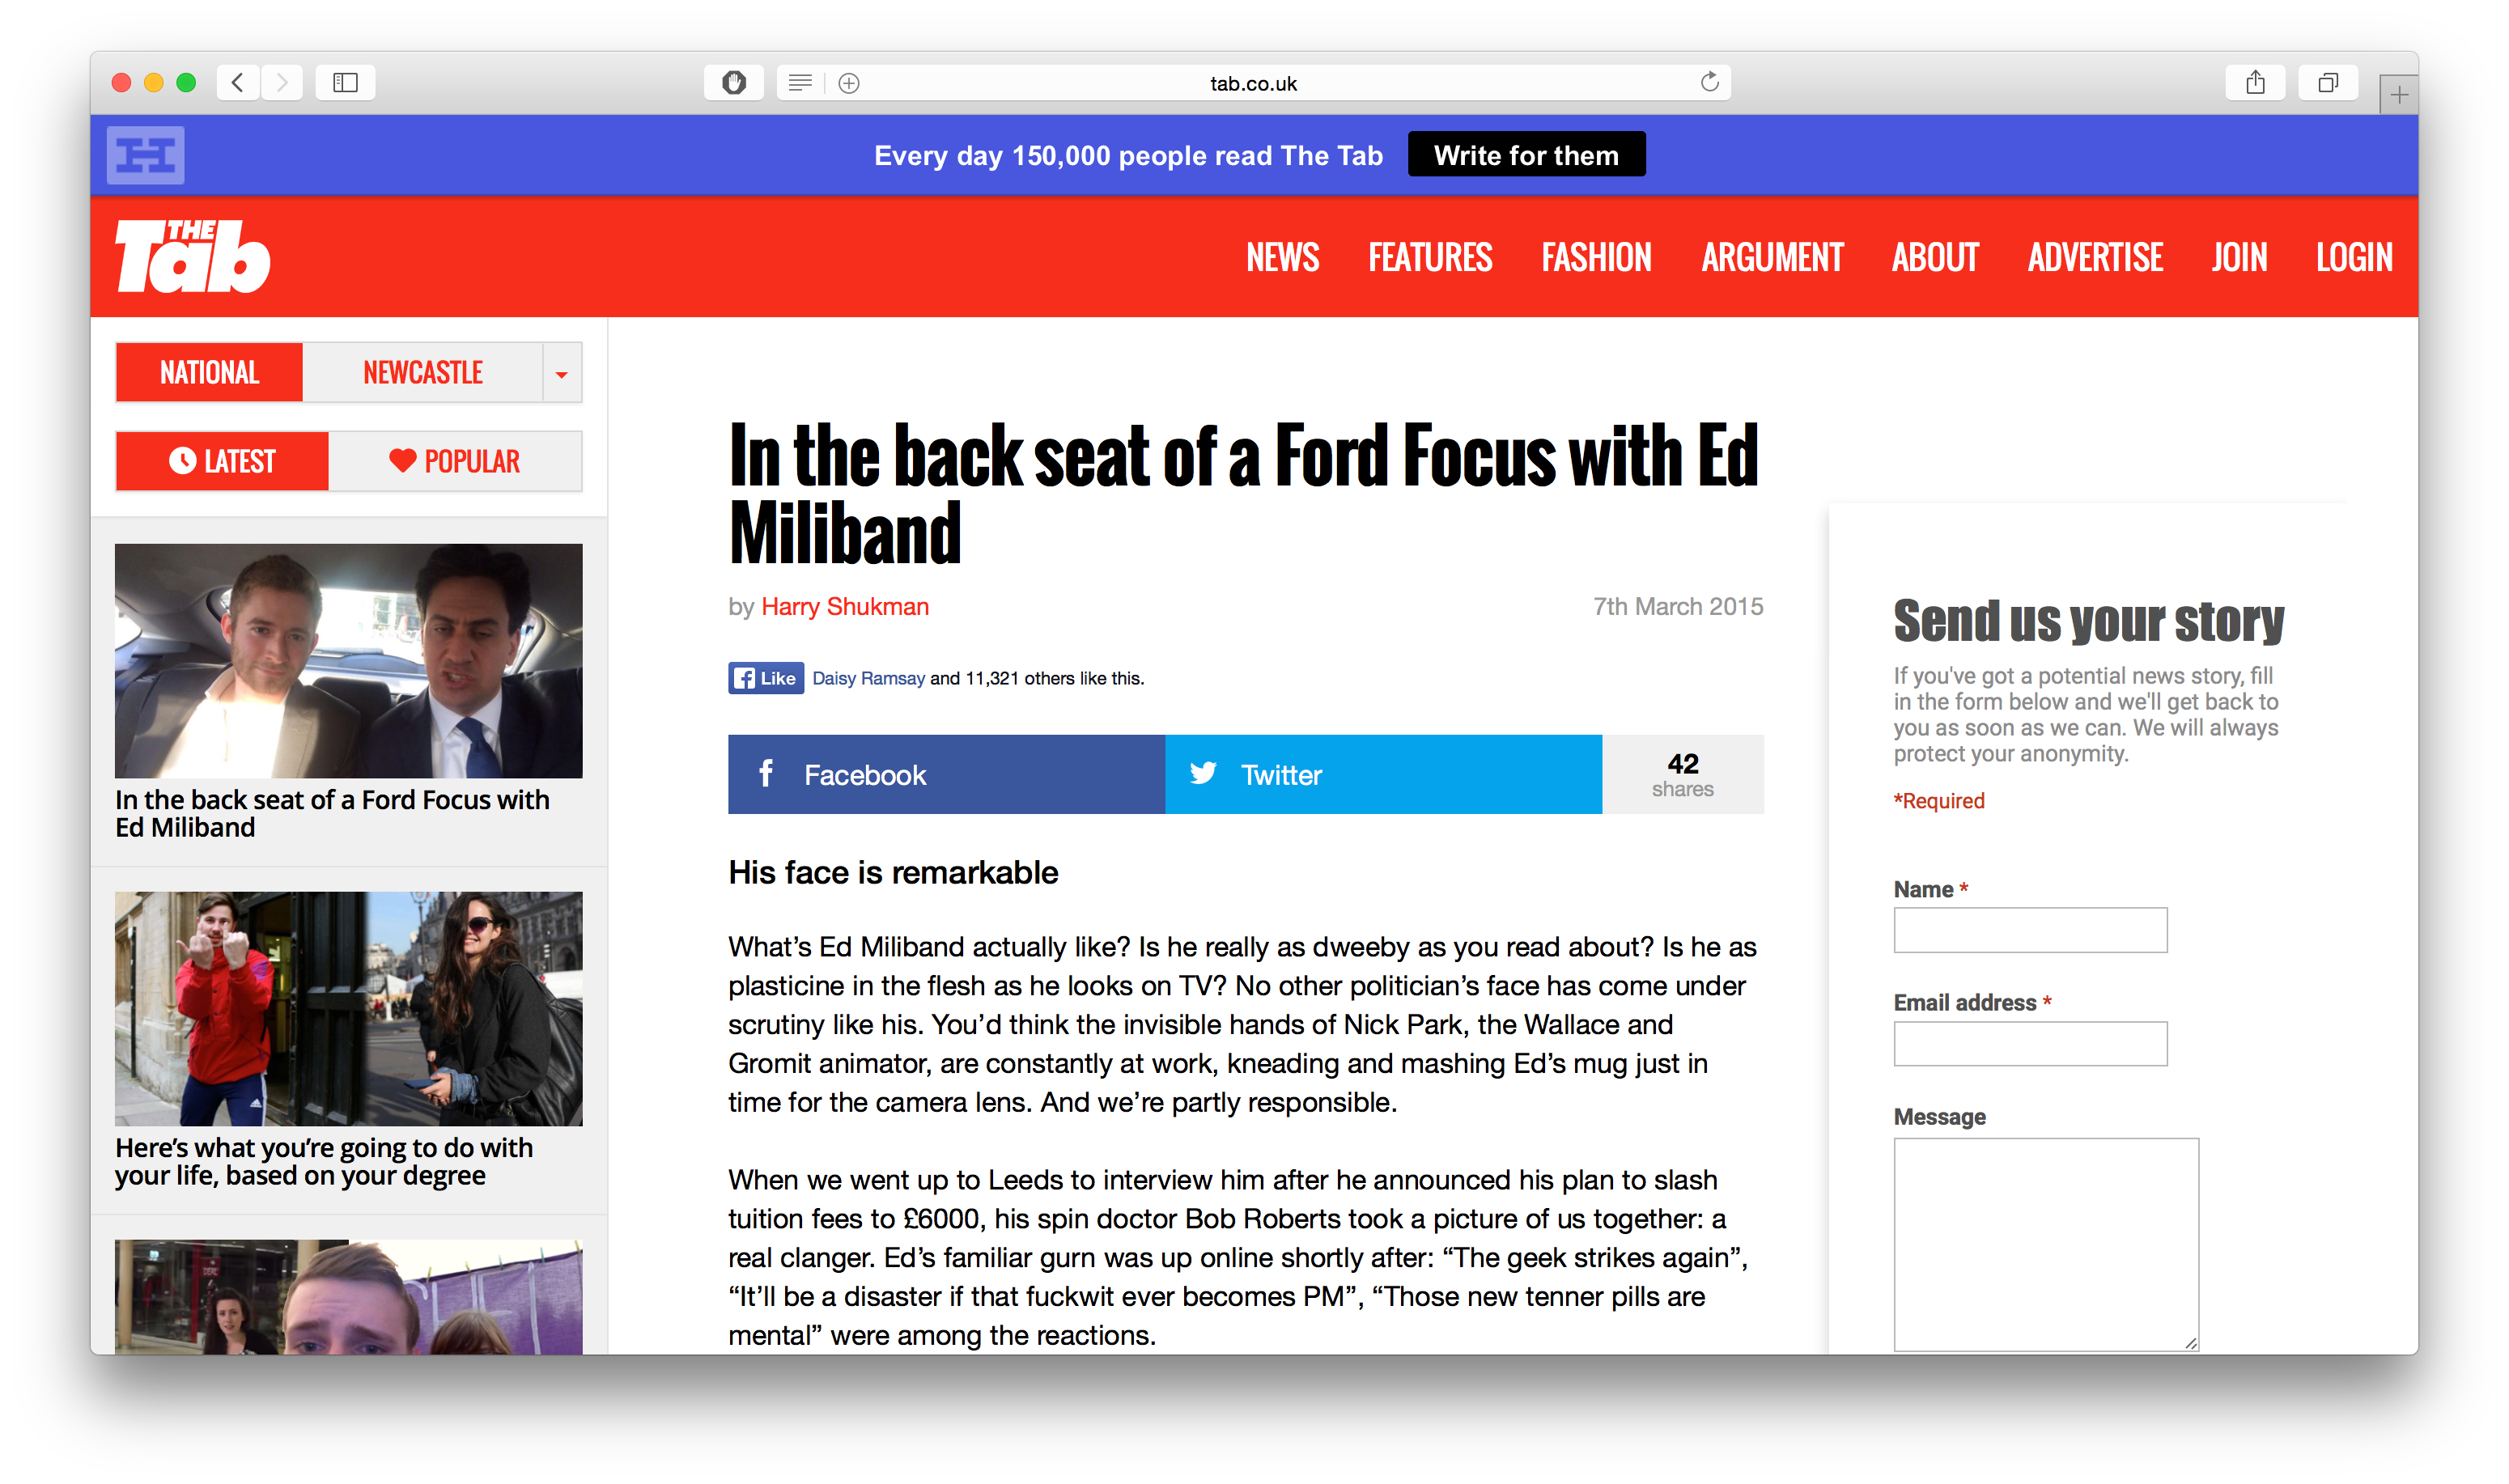 tab.co.uk
Every day 150,000 people read The Tab
Write for them
THE
Tab
NEWS FEATURES FASHION ARGUMENT ABOUT ADVERTISE JOIN LOGIN
NATIONAL NEWCASTLE
LATEST POPULAR
In the back seat of a Ford Focus with
Ed Miliband
Here’s what you’re going to do with
your life, based on your degree
In the back seat of a Ford Focus with Ed
Miliband
by Harry Shukman 7th March 2015
Like Daisy Ramsay and 11,321 others like this.
Facebook Twitter 42
shares
His face is remarkable
What’s Ed Miliband actually like? Is he really as dweeby as you read about? Is he as
plasticine in the flesh as he looks on TV? No other politician’s face has come under
scrutiny like his. You’d think the invisible hands of Nick Park, the Wallace and
Gromit animator, are constantly at work, kneading and mashing Ed’s mug just in
time for the camera lens. And we’re partly responsible.
When we went up to Leeds to interview him after he announced his plan to slash
tuition fees to £6000, his spin doctor Bob Roberts took a picture of us together: a
real clanger. Ed’s familiar gurn was up online shortly after: “The geek strikes again”,
“It’ll be a disaster if that fuckwit ever becomes PM”, “Those new tenner pills are
mental” were among the reactions.
Send us your story
If you've got a potential news story, fill
in the form below and we'll get back to
you as soon as we can. We will always
protect your anonymity.
*Required
Name *
Email address *
Message